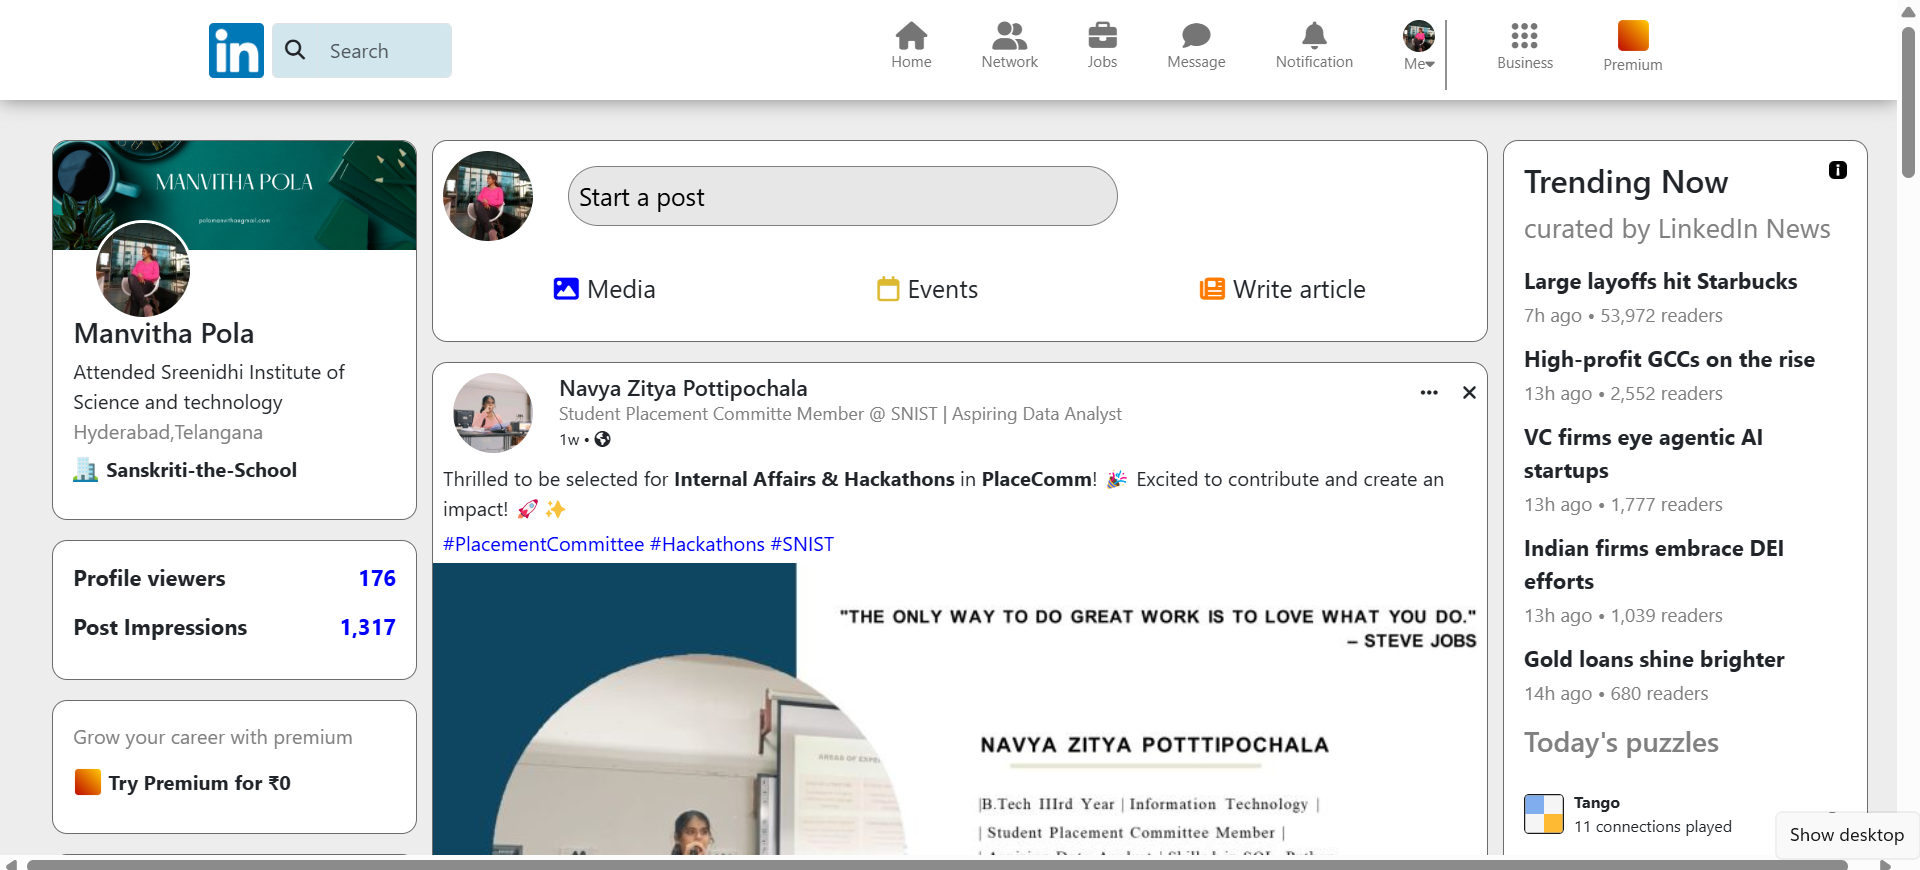 in
Search
Home
Network
Jobs
Message
Notification
Me
Business
Premium
MANVITHA POLA
polamanvitha@gmail.com
Manvitha Pola
Attended Sreenidhi Institute of
Science and technology
Hyderabad,Telangana
Sanskriti-the-School
Profile viewers 176
Post Impressions 1,317
Grow your career with premium
Try Premium for ₹0
Start a post
Media
Events
Write article
Navya Zitya Pottipochala
Student Placement Committe Member @ SNIST | Aspiring Data Analyst
1w •
Thrilled to be selected for Internal Affairs & Hackathons in PlaceComm! 🎉 Excited to contribute and create an
impact! 🚀 ✨
#PlacementCommittee #Hackathons #SNIST
"THE ONLY WAY TO DO GREAT WORK IS TO LOVE WHAT YOU DO."
– STEVE JOBS
NAVYA ZITYA POTTTIPOCHALA
|B.Tech IIIrd Year | Information Technology |
| Student Placement Committee Member |
Trending Now
curated by LinkedIn News
Large layoffs hit Starbucks
7h ago • 53,972 readers
High-profit GCCs on the rise
13h ago • 2,552 readers
VC firms eye agentic AI
startups
13h ago • 1,777 readers
Indian firms embrace DEI
efforts
13h ago • 1,039 readers
Gold loans shine brighter
14h ago • 680 readers
Today's puzzles
Tango
11 connections played
Show desktop